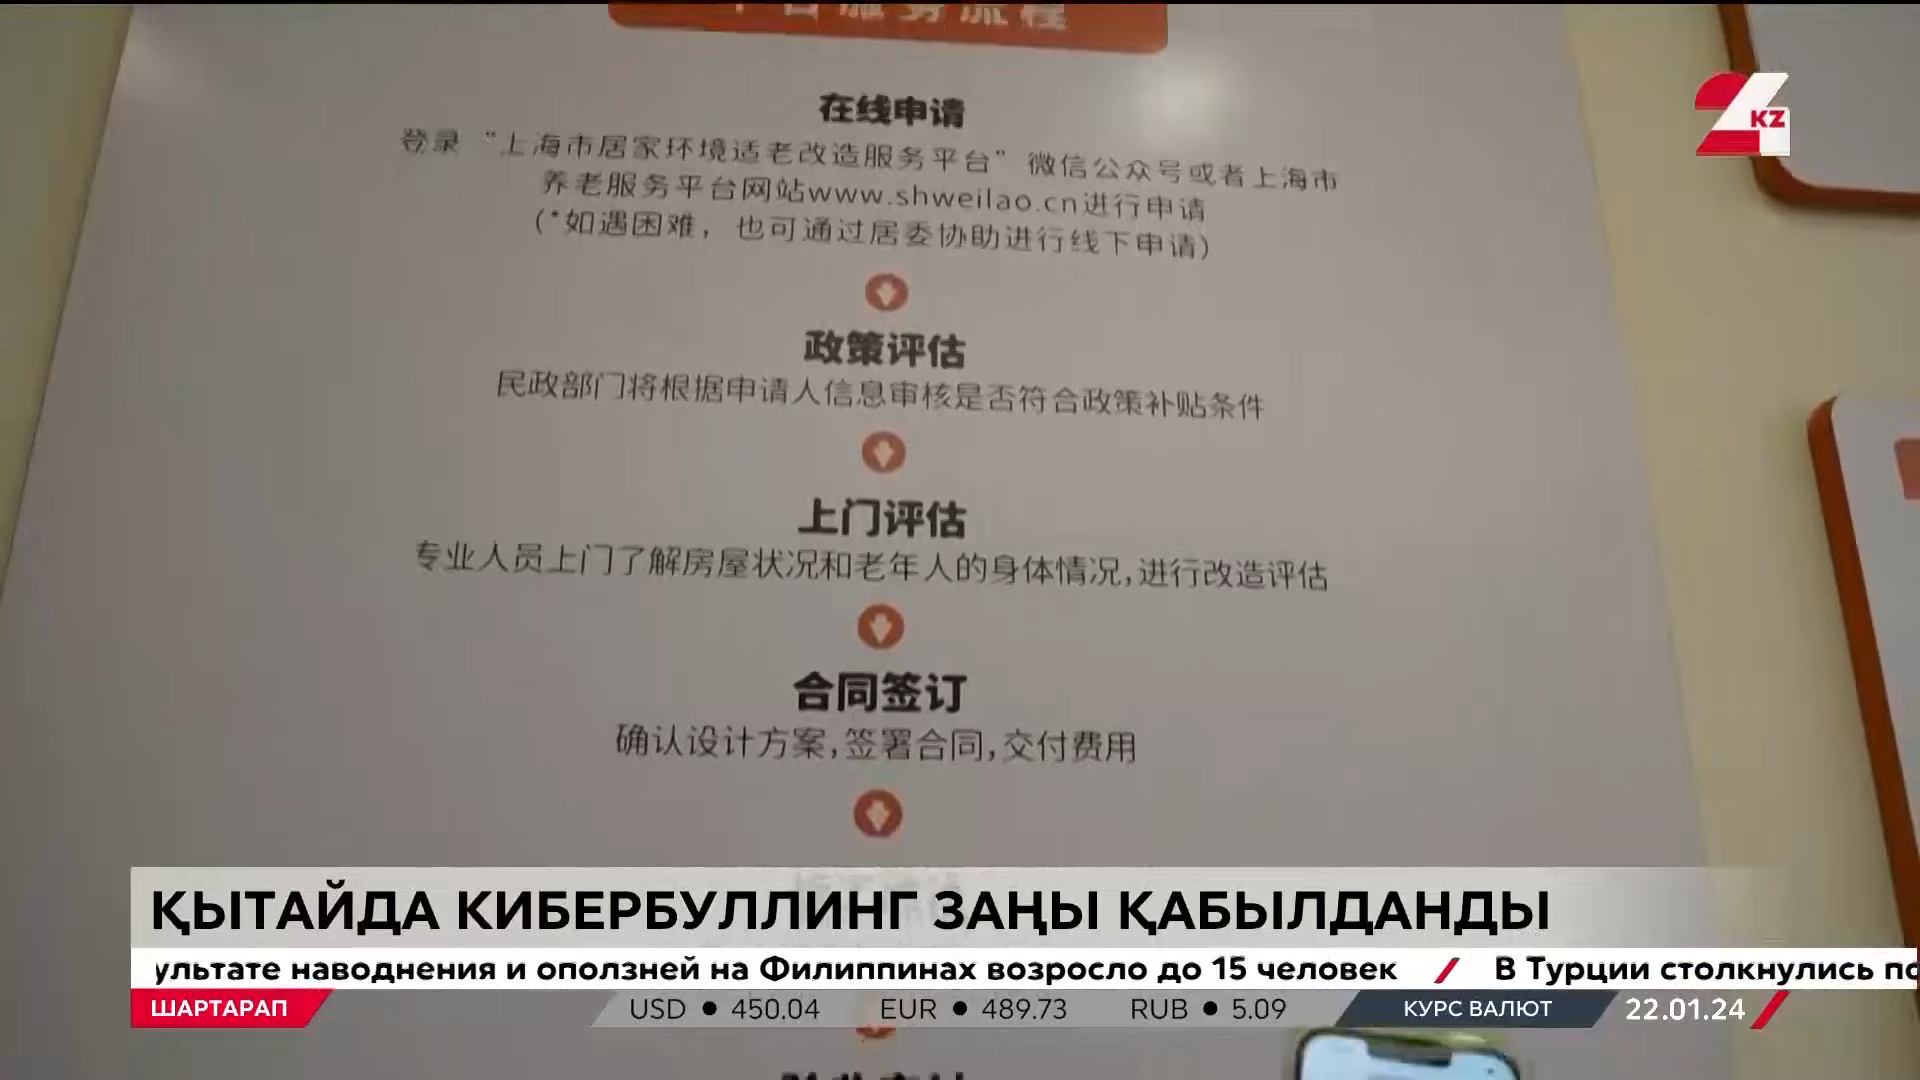 平台服务流程
在线申请
登录“上海市居家环境适老改造服务平台”微信公众号或者上海市
养老服务平台网站www.shweilao.cn进行申请
(*如遇困难，也可通过居委协助进行线下申请)
政策评估
民政部门将根据申请人信息审核是否符合政策补贴条件
上门评估
专业人员上门了解房屋状况和老年人的身体情况,进行改造评估
合同签订
确认设计方案,签署合同,交付费用
24 KZ
ҚЫТАЙДА КИБЕРБУЛЛИНГ ЗАҢЫ ҚАБЫЛДАНДЫ
ультате наводнения и оползней на Филиппинах возросло до 15 человек / В Турции столкнулись по
ШАРТАРАП
USD ● 450.04 EUR ● 489.73 RUB ● 5.09 КУРС ВАЛЮТ 22.01.24